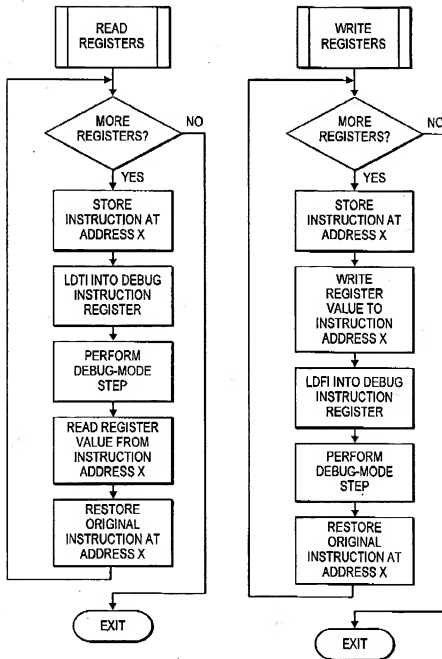 READ
REGISTERS
MORE
REGISTERS?
NO
YES
STORE
INSTRUCTION AT
ADDRESS X
LDTI INTO DEBUG
INSTRUCTION
REGISTER
PERFORM
DEBUG-MODE
STEP
READ REGISTER
VALUE FROM
INSTRUCTION
ADDRESS X
RESTORE
ORIGINAL
INSTRUCTION AT
ADDRESS X
EXIT
WRITE
REGISTERS
MORE
REGISTERS?
NO
YES
STORE
INSTRUCTION AT
ADDRESS X
WRITE
REGISTER
VALUE TO
INSTRUCTION
ADDRESS X
LDFI INTO DEBUG
INSTRUCTION
REGISTER
PERFORM
DEBUG-MODE
STEP
RESTORE
ORIGINAL
INSTRUCTION AT
ADDRESS X
EXIT